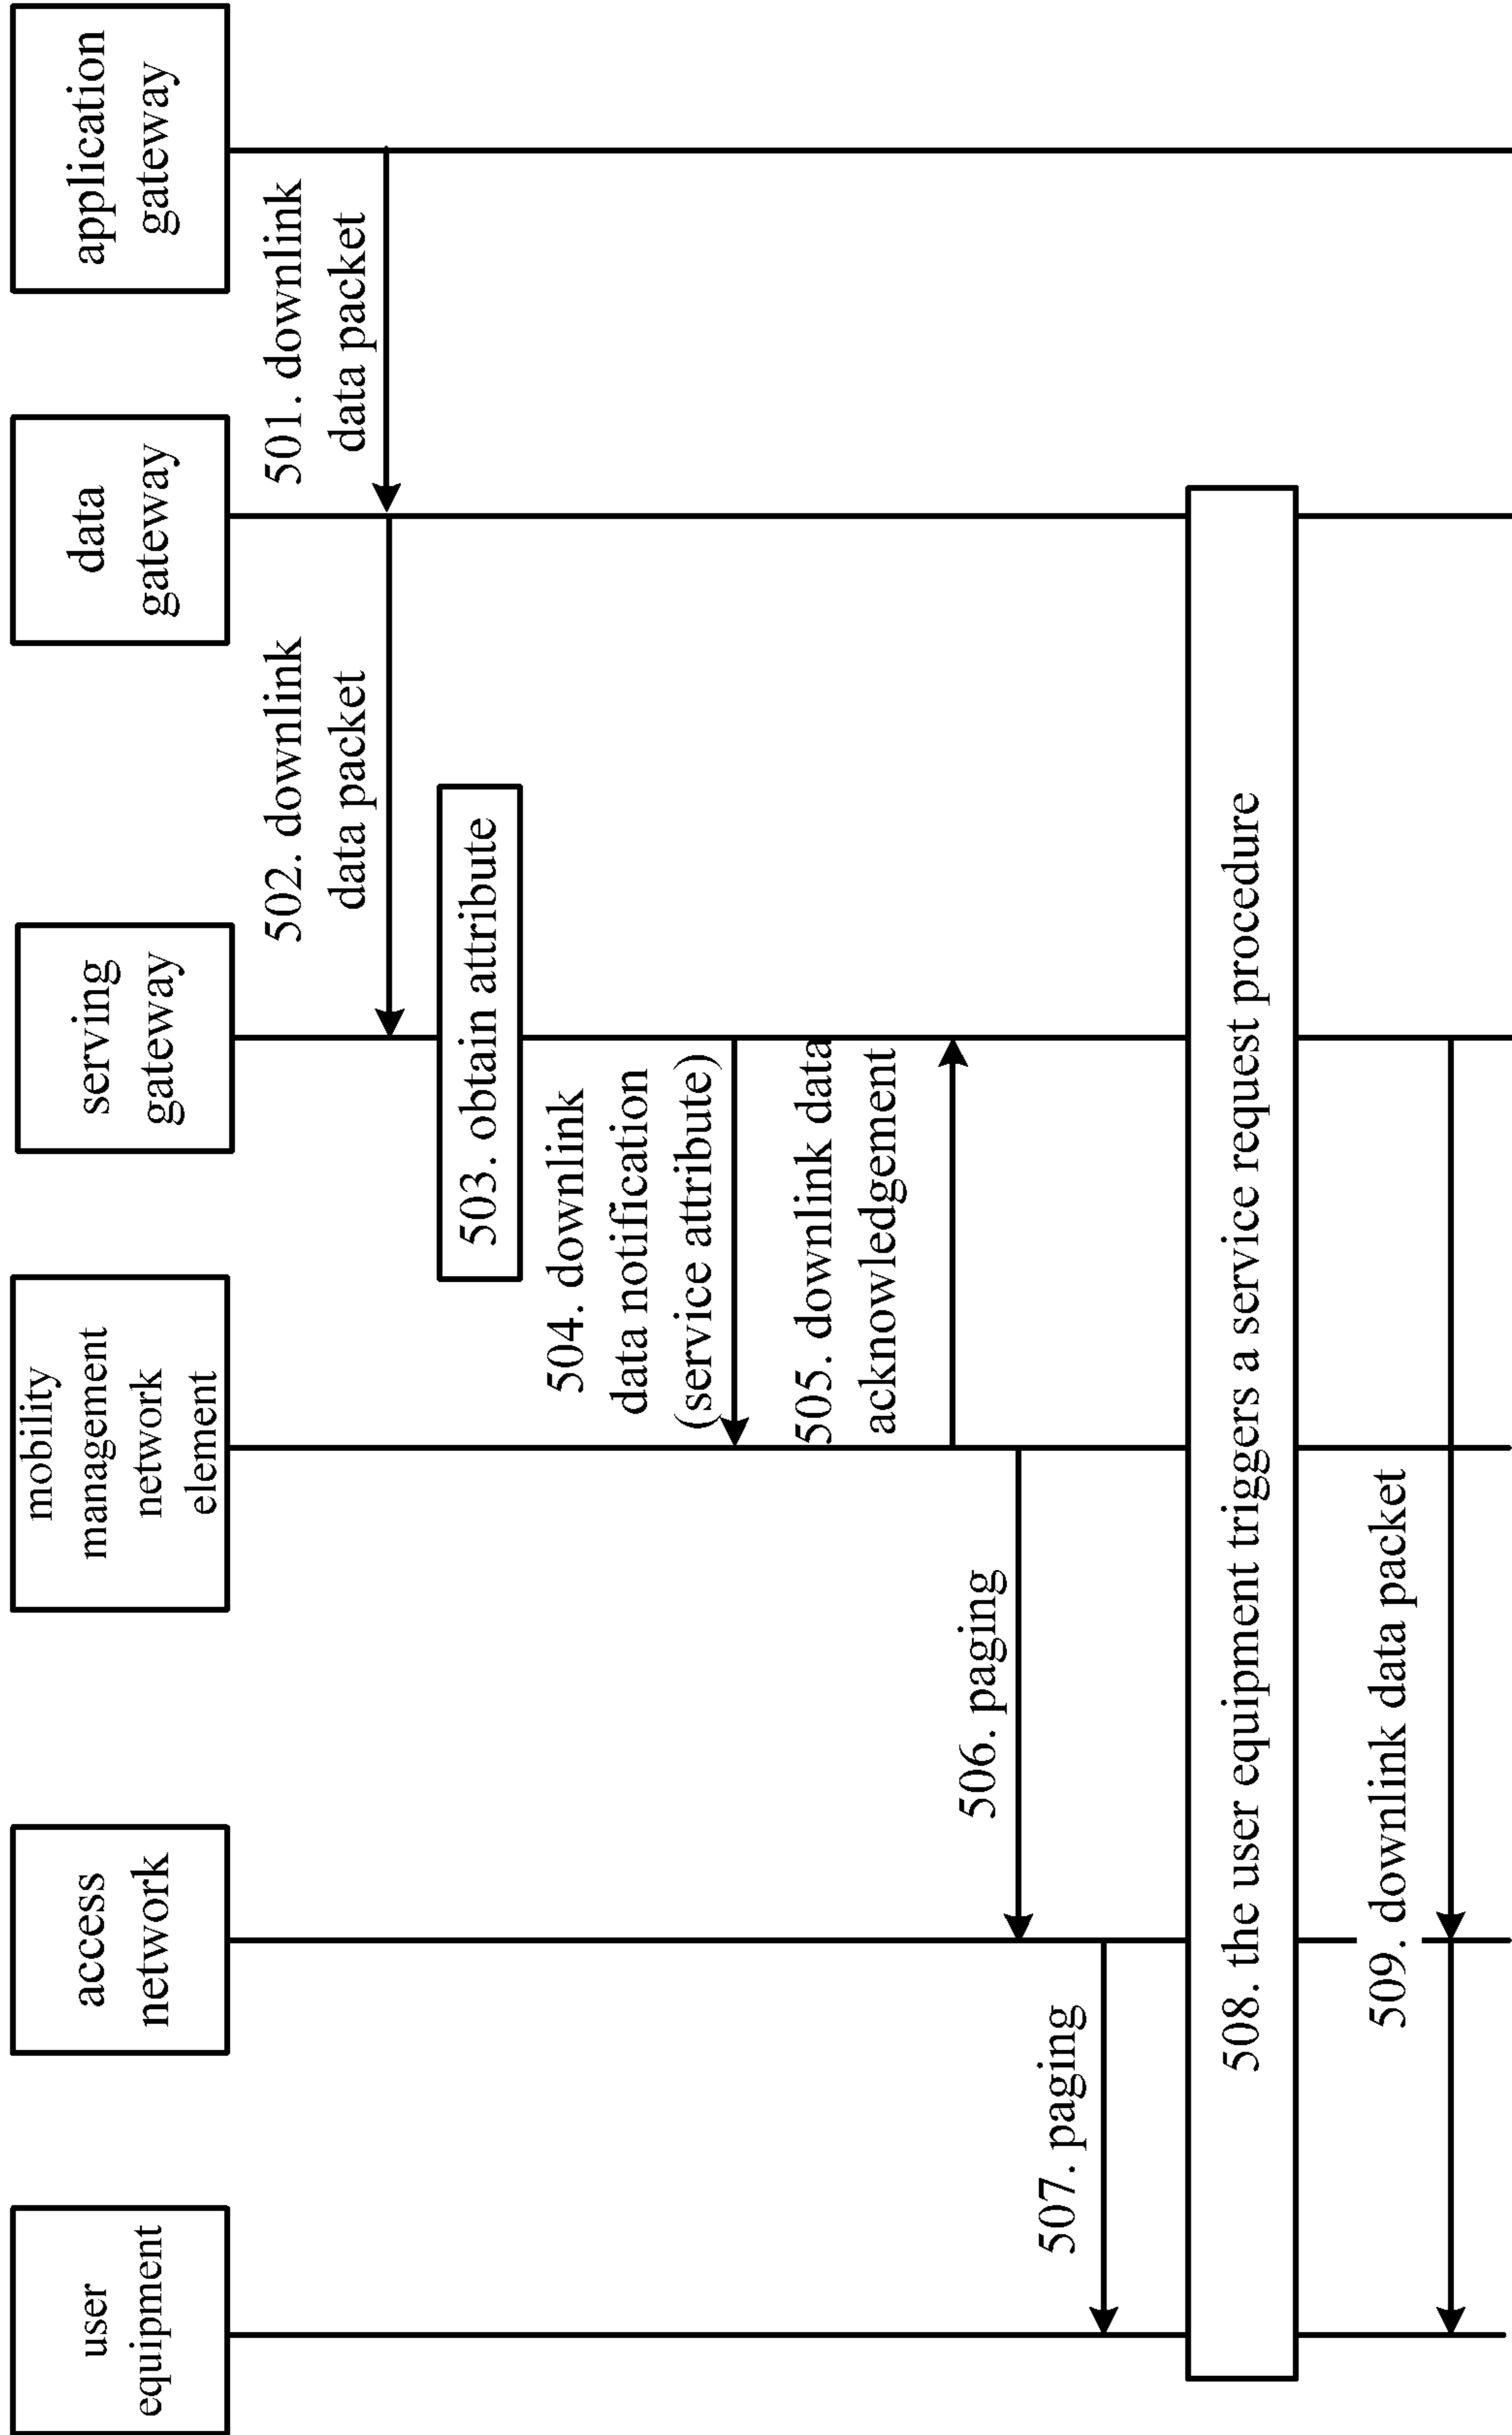 user
equipment
access
network
mobility
management
network
element
serving
gateway
data
gateway
application
gateway
501. downlink
data packet
502. downlink
data packet
503. obtain attribute
504. downlink
data notification
(service attribute)
505. downlink data
acknowledgement
506. paging
507. paging
508. the user equipment triggers a service request procedure
509. downlink data packet